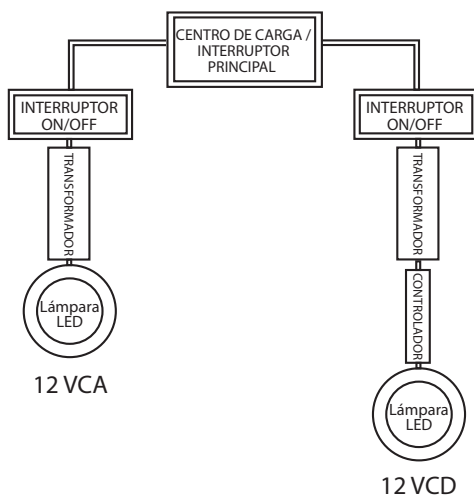 CENTRO DE CARGA /
INTERRUPTOR
PRINCIPAL
INTERRUPTOR
ON/OFF
TRANSFORMADOR
Lámpara
LED
12 VCA
INTERRUPTOR
ON/OFF
TRANSFORMADOR
CONTROLADOR
Lámpara
LED
12 VCD